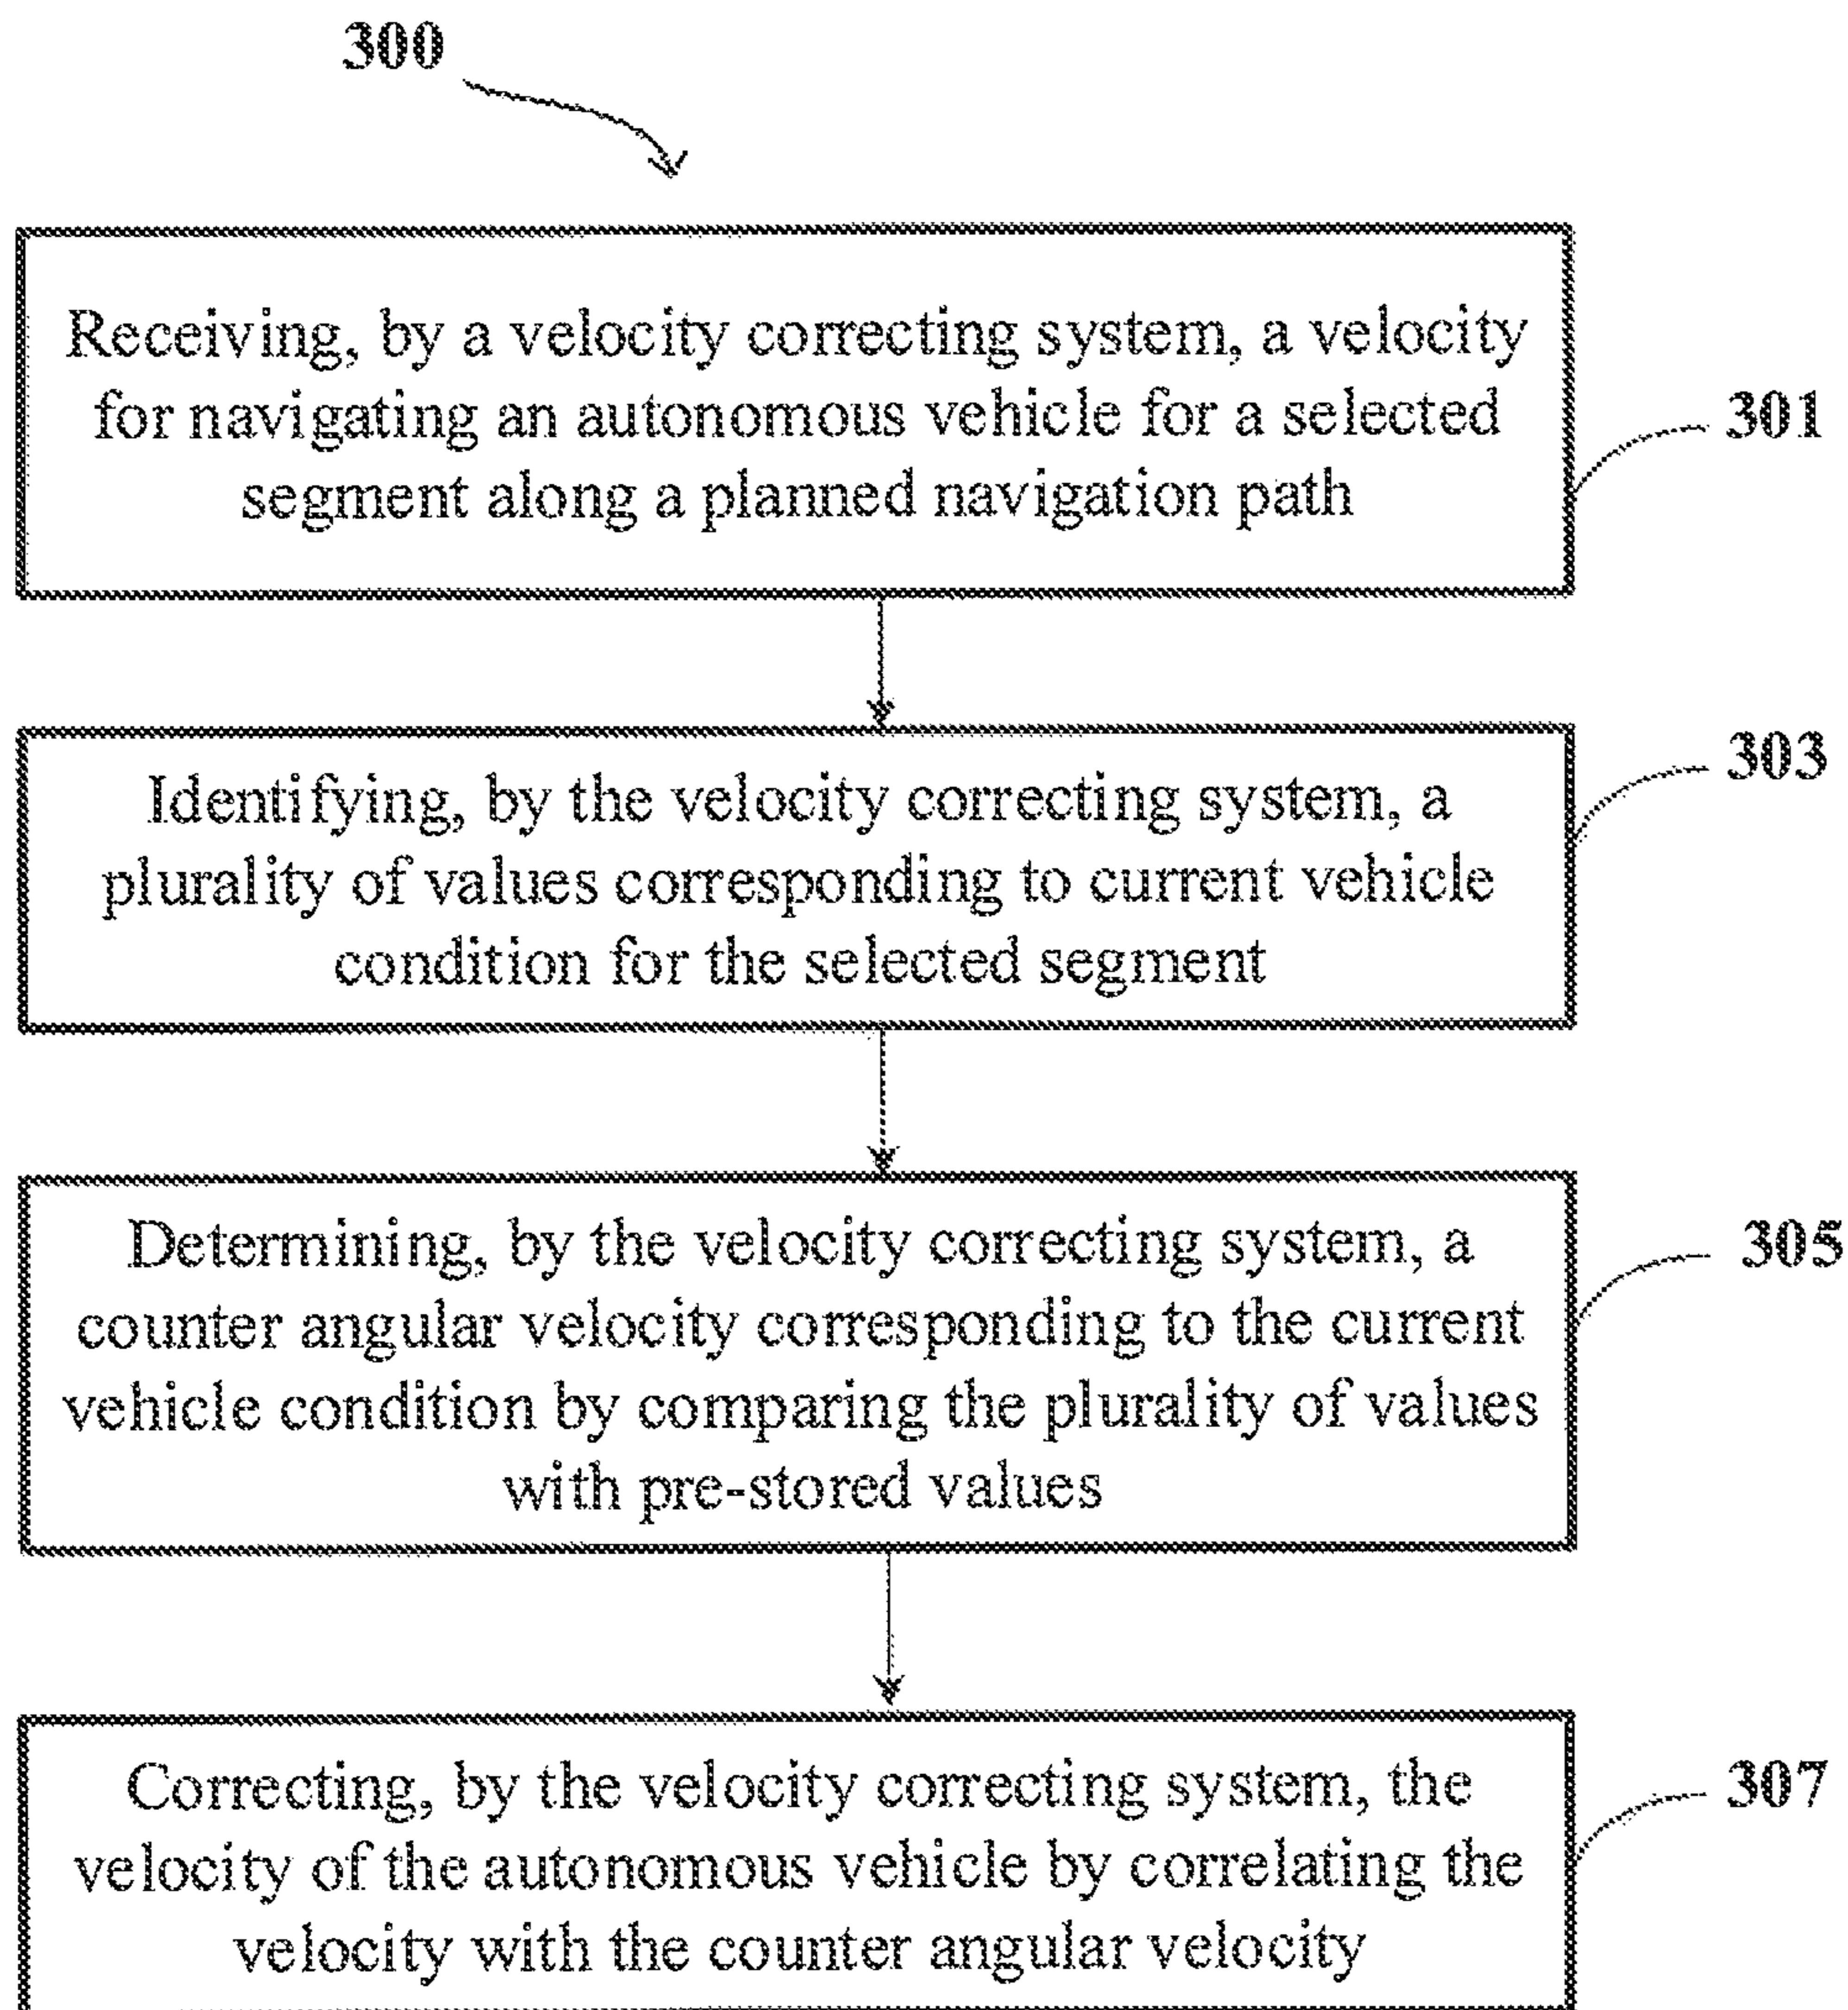 300
Receiving, by a velocity correcting system, a velocity
for navigating an autonomous vehicle for a selected
segment along a planned navigation path
301
Identifying, by the velocity correcting system, a
plurality of values corresponding to current vehicle
condition for the selected segment
303
Determining, by the velocity correcting system, a
counter angular velocity corresponding to the current
vehicle condition by comparing the plurality of values
with pre-stored values
305
Correcting, by the velocity correcting system, the
velocity of the autonomous vehicle by correlating the
velocity with the counter angular velocity
307